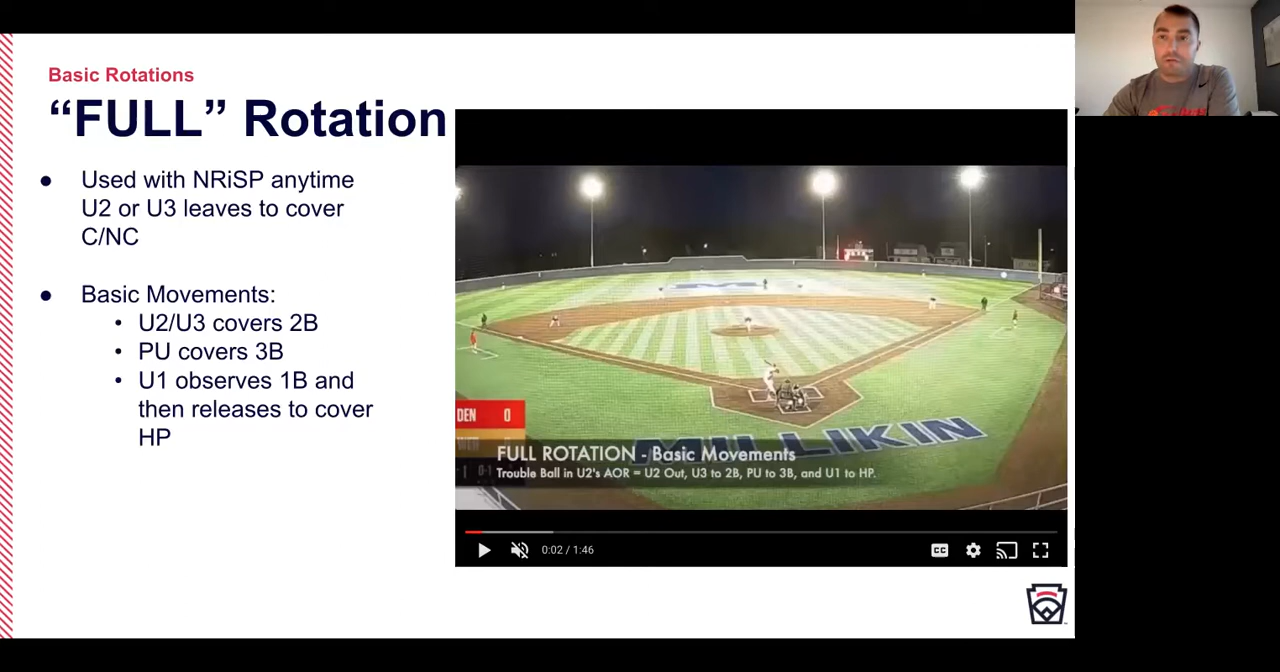 Basic Rotations
“FULL” Rotation
● Used with NRiSP anytime
U2 or U3 leaves to cover
C/NC
● Basic Movements:
• U2/U3 covers 2B
• PU covers 3B
• U1 observes 1B and
then releases to cover
HP
DEN 0
MILLIKIN
FULL ROTATION - Basic Movements
Trouble Ball in U2's AOR = U2 Out, U3 to 2B, PU to 3B, and U1 to HP.
0:02 / 1:46
CC